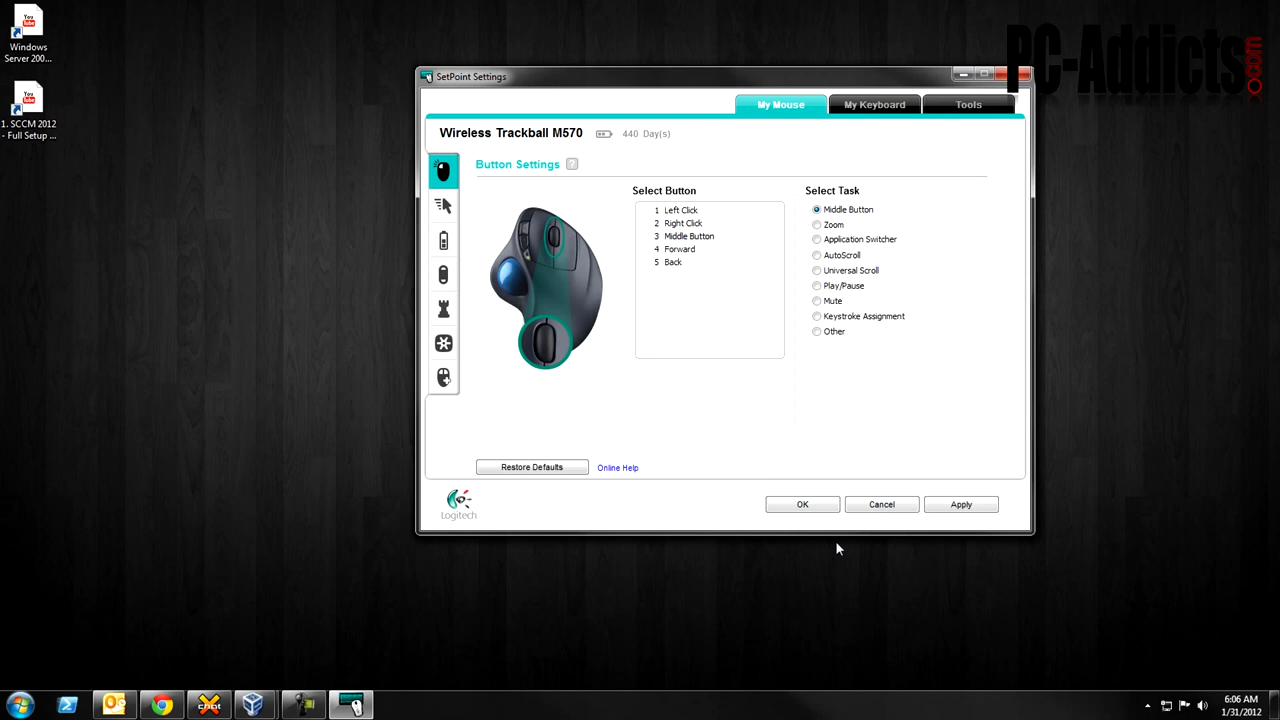 Windows
Server 200...
1. SCCM 2012
- Full Setup ...
PC-Addicts.com
SetPoint Settings
My Mouse
My Keyboard
Tools
Wireless Trackball M570
440 Day(s)
Button Settings
?
Select Button
Select Task
1 Left Click
2 Right Click
3 Middle Button
4 Forward
5 Back
Middle Button
Zoom
Application Switcher
AutoScroll
Universal Scroll
Play/Pause
Mute
Keystroke Assignment
Other
Restore Defaults
Online Help
Logitech
OK
Cancel
Apply
6:06 AM
1/31/2012